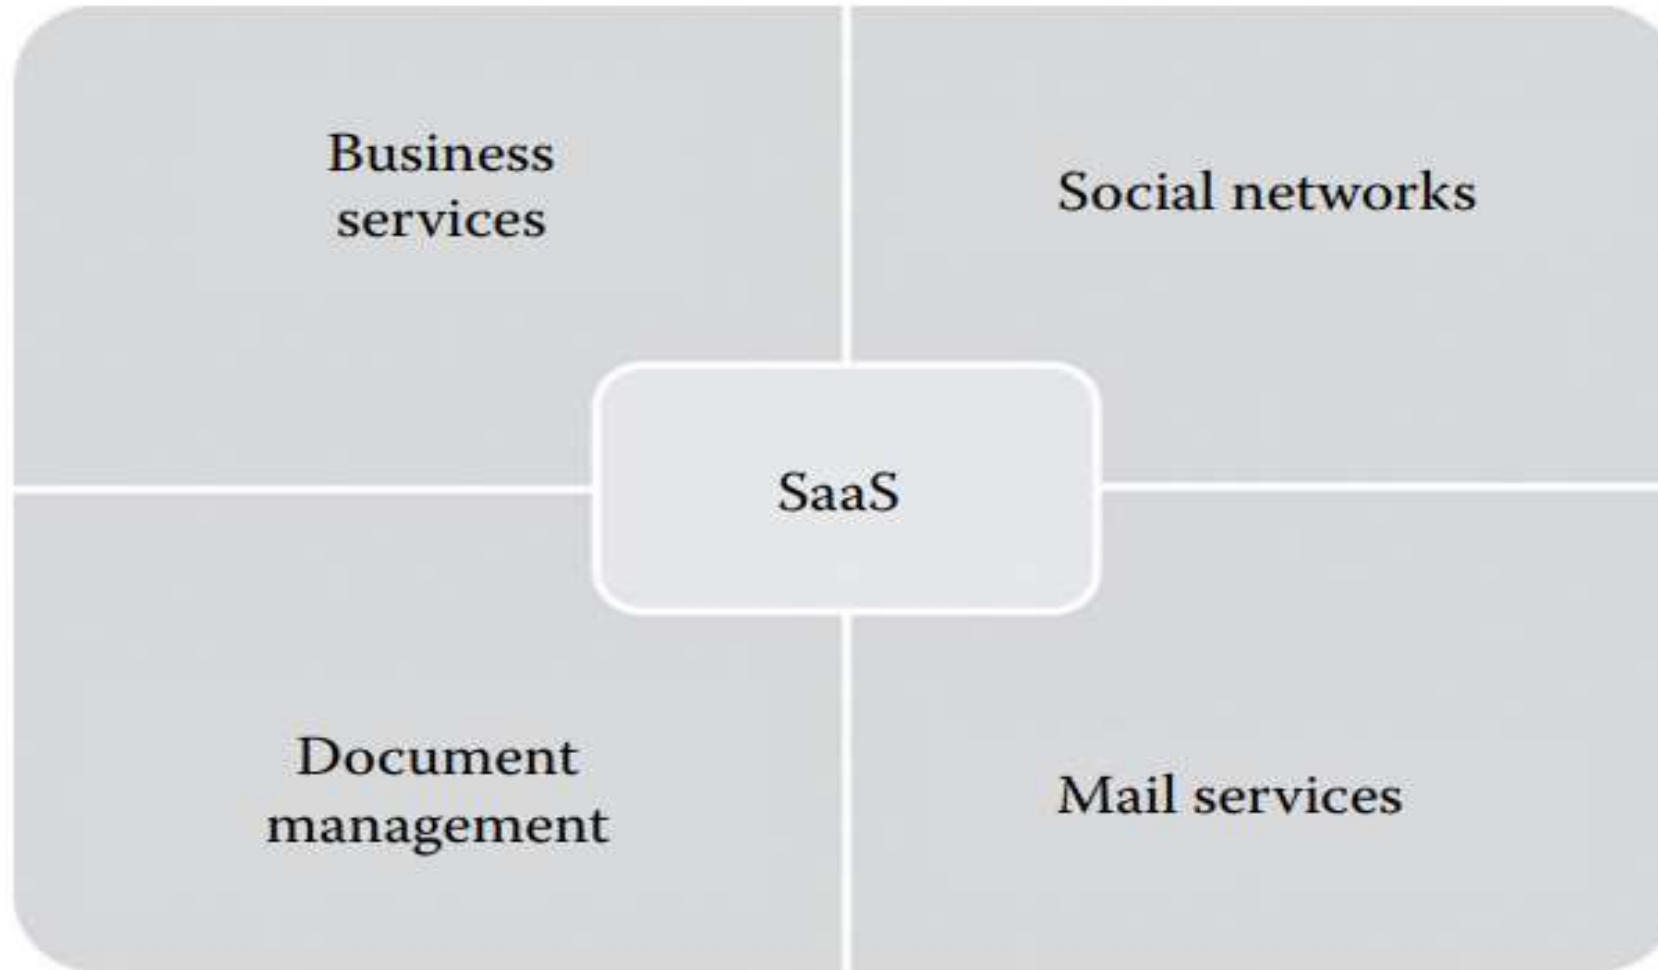 Business
services
Social networks
SaaS
Document
management
Mail services